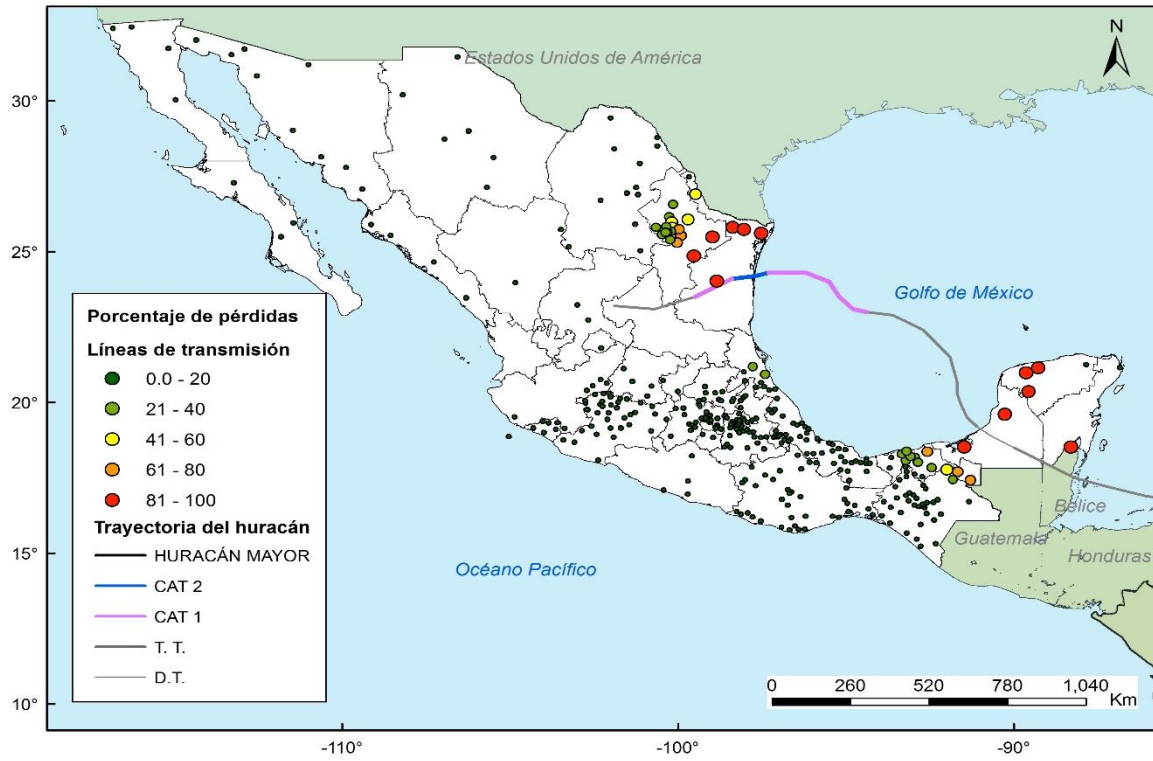 Estados Unidos de América
N
30°
25°
20°
15°
10°
Golfo de México
Porcentaje de pérdidas
Líneas de transmisión
0.0 - 20
21 - 40
41 - 60
61 - 80
81 - 100
Trayectoria del huracán
HURACÁN MAYOR
CAT 2
CAT 1
T. T.
D.T.
Belice
Guatemala
Honduras
Océano Pacífico
0 260 520 780 1,040
Km
-110° -100° -90°